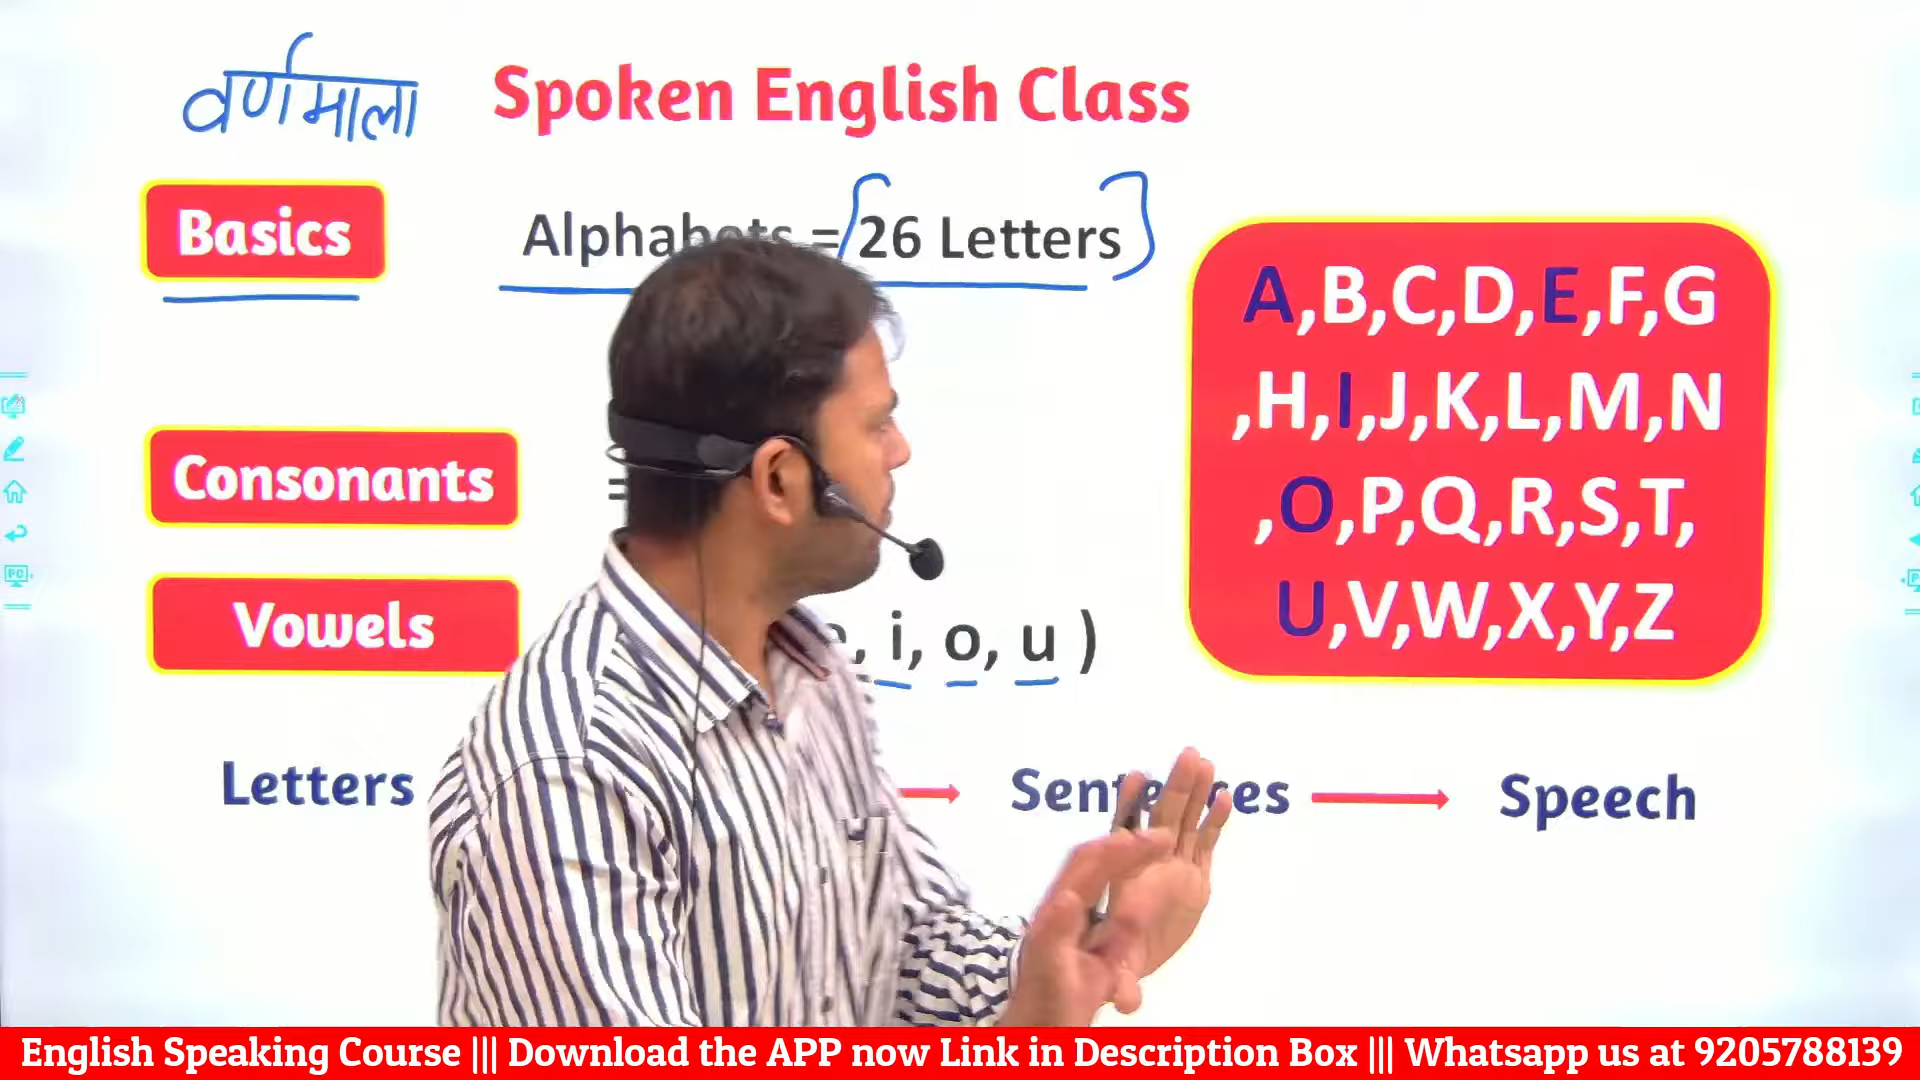 वर्णमाला
Spoken English Class
Basics
= 26 Letters
A,B,C,D,E,F,G
,H,I,J,K,L,M,N
,O,P,Q,R,S,T,
U,V,W,X,Y,Z
Consonants
=
Vowels
, i, o, u )
Letters
Speech
English Speaking Course ||| Download the APP now Link in Description Box ||| Whatsapp us at 9205788139